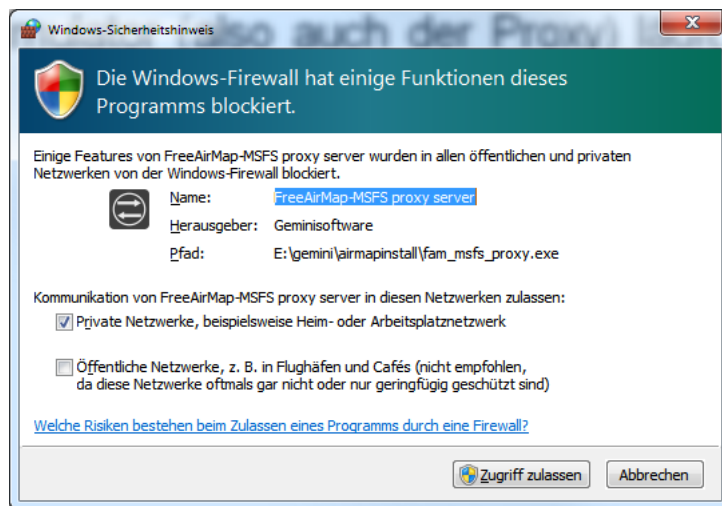 Windows-Sicherheitshinweis
(also auch der Proxy)
Die Windows-Firewall hat einige Funktionen dieses
Programms blockiert.
Einige Features von FreeAirMap-MSFS proxy server wurden in allen öffentlichen und privaten
Netzwerken von der Windows-Firewall blockiert.
Name: FreeAirMap-MSFS proxy server
Herausgeber: Geminisoftware
Pfad: E:\gemini\airmapinstall\fam_msfs_proxy.exe
Kommunikation von FreeAirMap-MSFS proxy server in diesen Netzwerken zulassen:
Private Netzwerke, beispielsweise Heim- oder Arbeitsplatznetzwerk
Öffentliche Netzwerke, z. B. in Flughäfen und Cafés (nicht empfohlen,
da diese Netzwerke oftmals gar nicht oder nur geringfügig geschützt sind)
Welche Risiken bestehen beim Zulassen eines Programms durch eine Firewall?
Zugriff zulassen Abbrechen